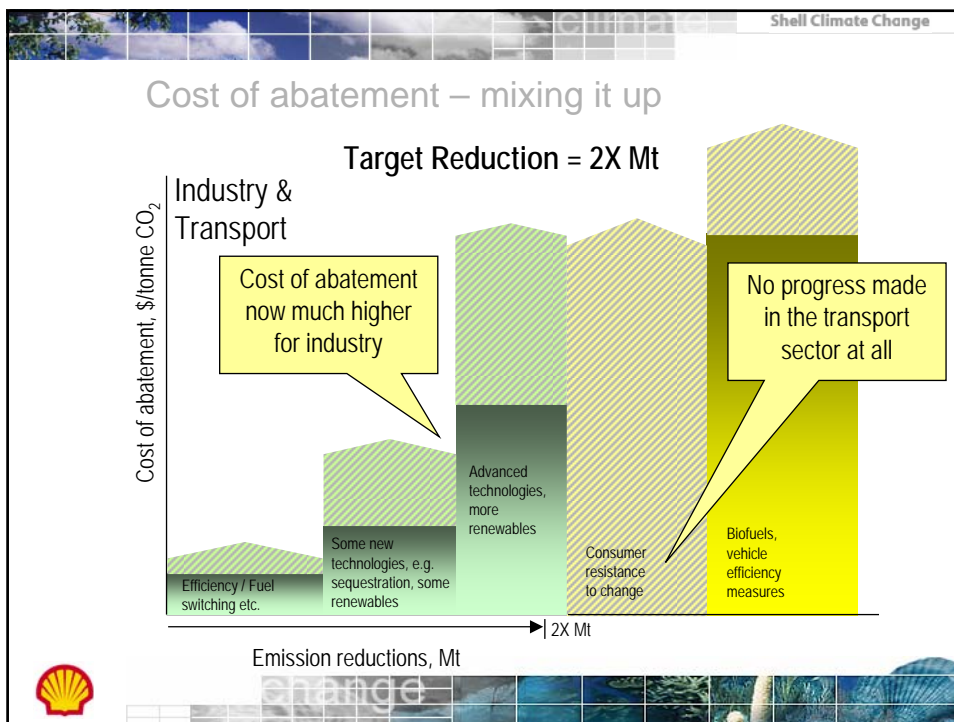 climate
Shell Climate Change
Cost of abatement – mixing it up
Target Reduction = 2X Mt
Industry &
Transport
Cost of abatement, $/tonne CO2
Cost of abatement
now much higher
for industry
No progress made
in the transport
sector at all
Efficiency / Fuel
switching etc.
Some new
technologies, e.g.
sequestration, some
renewables
Advanced
technologies,
more
renewables
Consumer
resistance
to change
Biofuels,
vehicle
efficiency
measures
2X Mt
Emission reductions, Mt
change